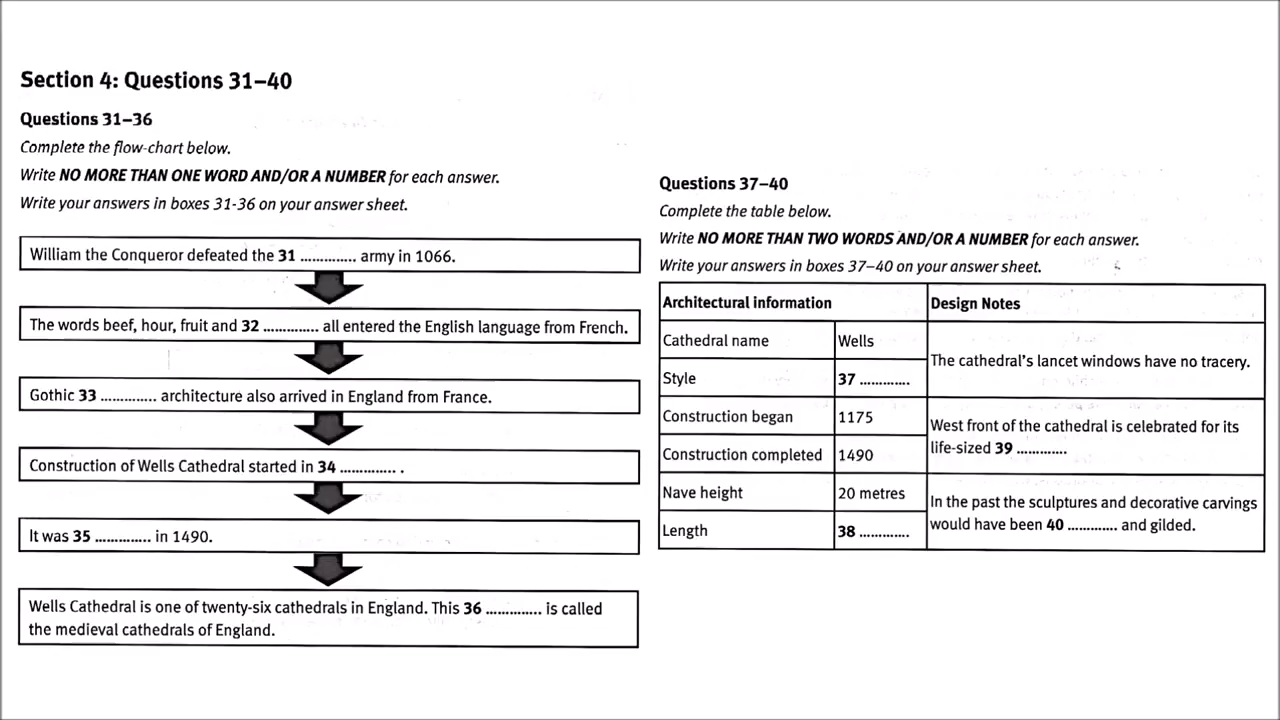 Section 4: Questions 31–40
Questions 31–36
Complete the flow-chart below.
Write NO MORE THAN ONE WORD AND/OR A NUMBER for each answer.
Write your answers in boxes 31-36 on your answer sheet.
William the Conqueror defeated the 31 .............. army in 1066.
The words beef, hour, fruit and 32 .............. all entered the English language from French.
Gothic 33 .............. architecture also arrived in England from France.
Construction of Wells Cathedral started in 34 .............. .
It was 35 .............. in 1490.
Wells Cathedral is one of twenty-six cathedrals in England. This 36 .............. is called
the medieval cathedrals of England.
Questions 37–40
Complete the table below.
Write NO MORE THAN TWO WORDS AND/OR A NUMBER for each answer.
Write your answers in boxes 37–40 on your answer sheet.
Architectural information Design Notes
Cathedral name Wells
The cathedral's lancet windows have no tracery.
Style 37 .............
Construction began 1175
West front of the cathedral is celebrated for its
life-sized 39 .............
Construction completed 1490
Nave height 20 metres
In the past the sculptures and decorative carvings
would have been 40 ............. and gilded.
Length 38 .............